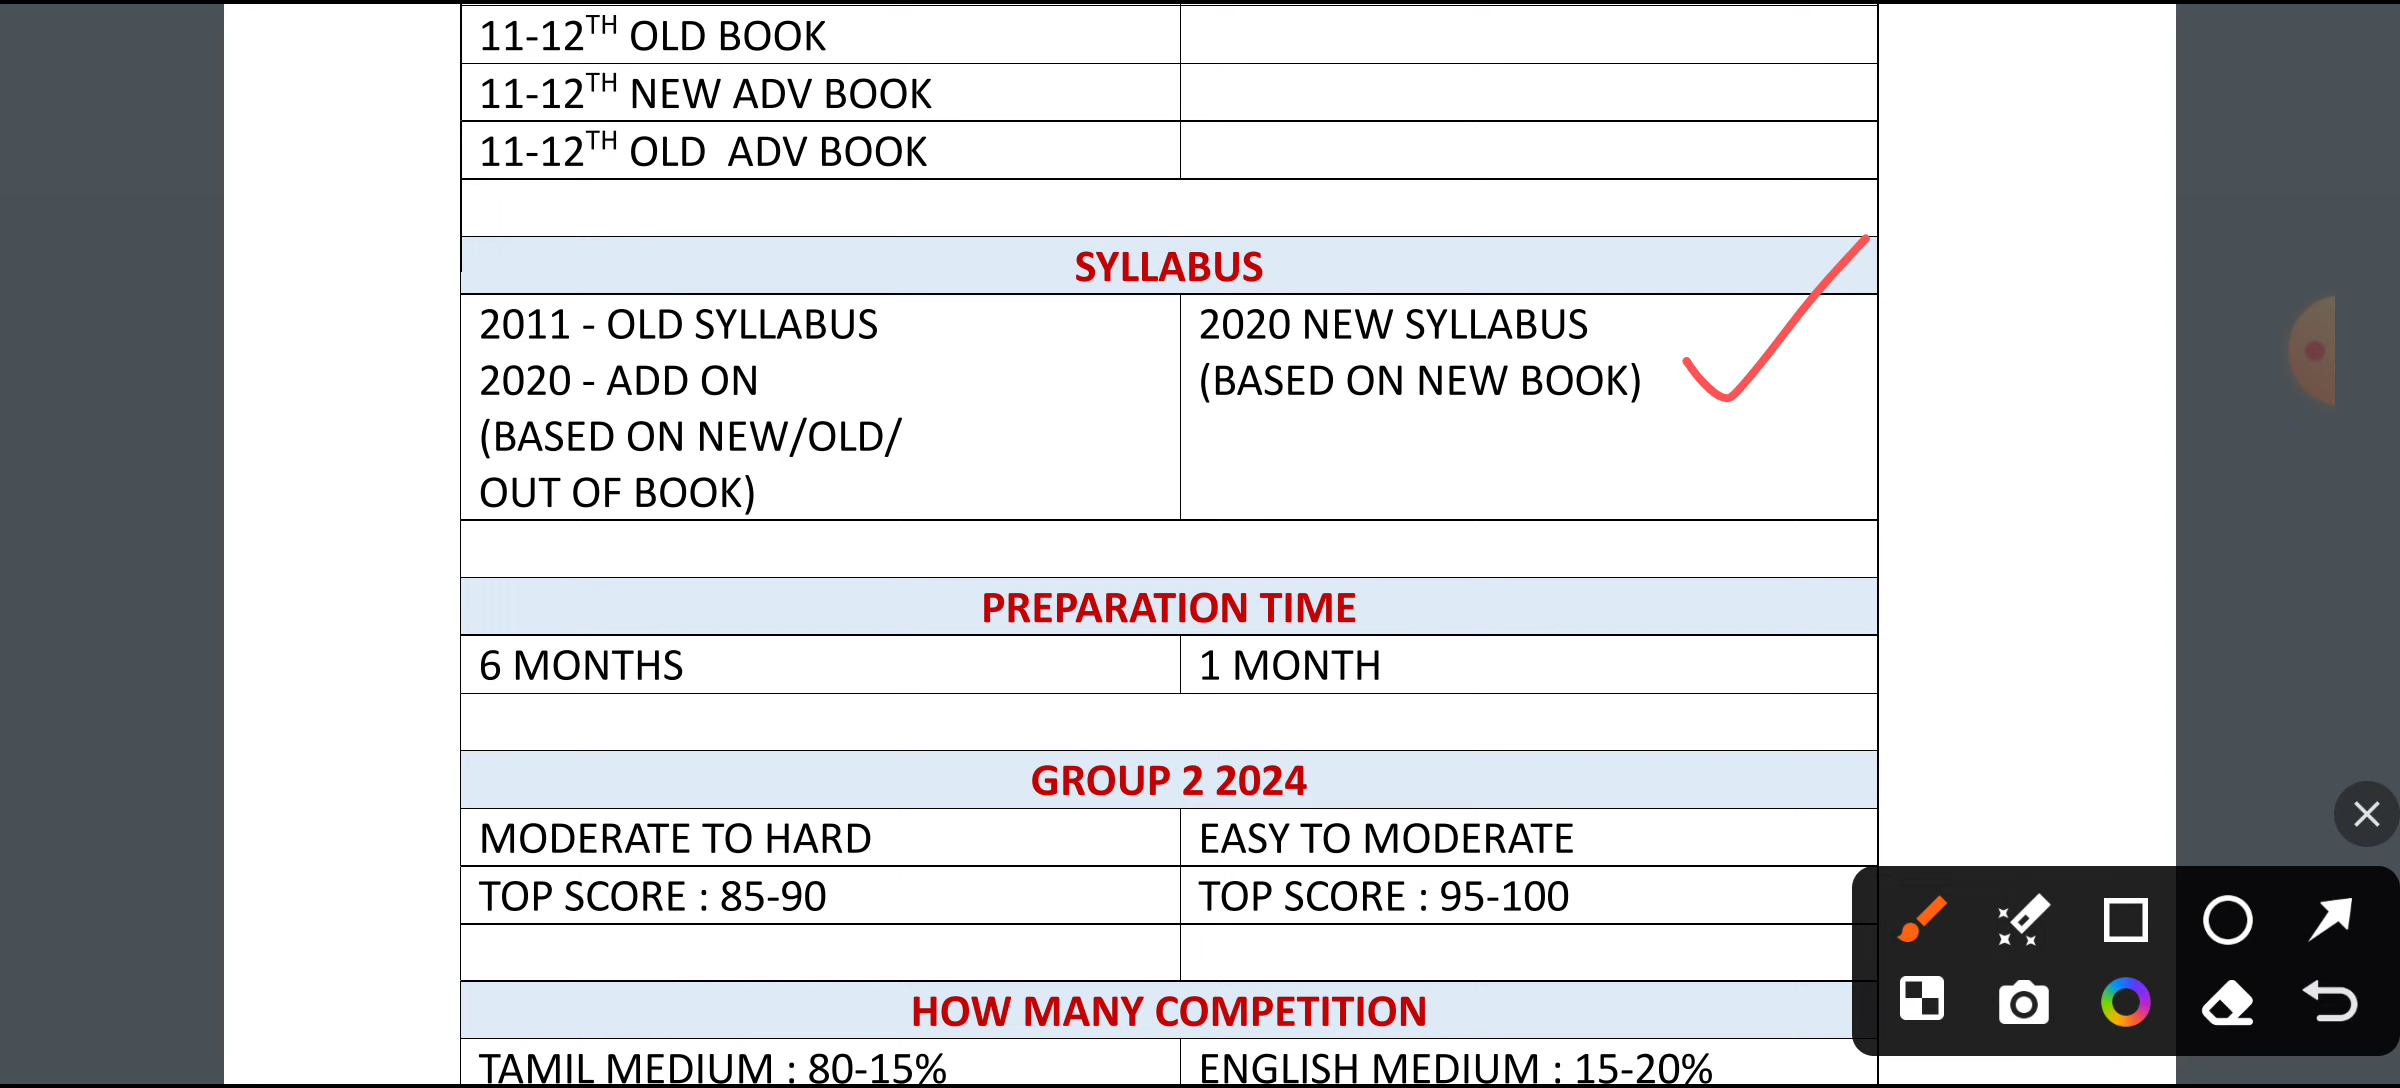 11-12TH OLD BOOK
11-12TH NEW ADV BOOK
11-12TH OLD  ADV BOOK
SYLLABUS
2011 - OLD SYLLABUS
2020 - ADD ON
(BASED ON NEW/OLD/
OUT OF BOOK)
2020 NEW SYLLABUS
(BASED ON NEW BOOK)
PREPARATION TIME
6 MONTHS
1 MONTH
GROUP 2 2024
MODERATE TO HARD
EASY TO MODERATE
TOP SCORE : 85-90
TOP SCORE : 95-100
HOW MANY COMPETITION
TAMIL MEDIUM : 80-15%
ENGLISH MEDIUM : 15-20%